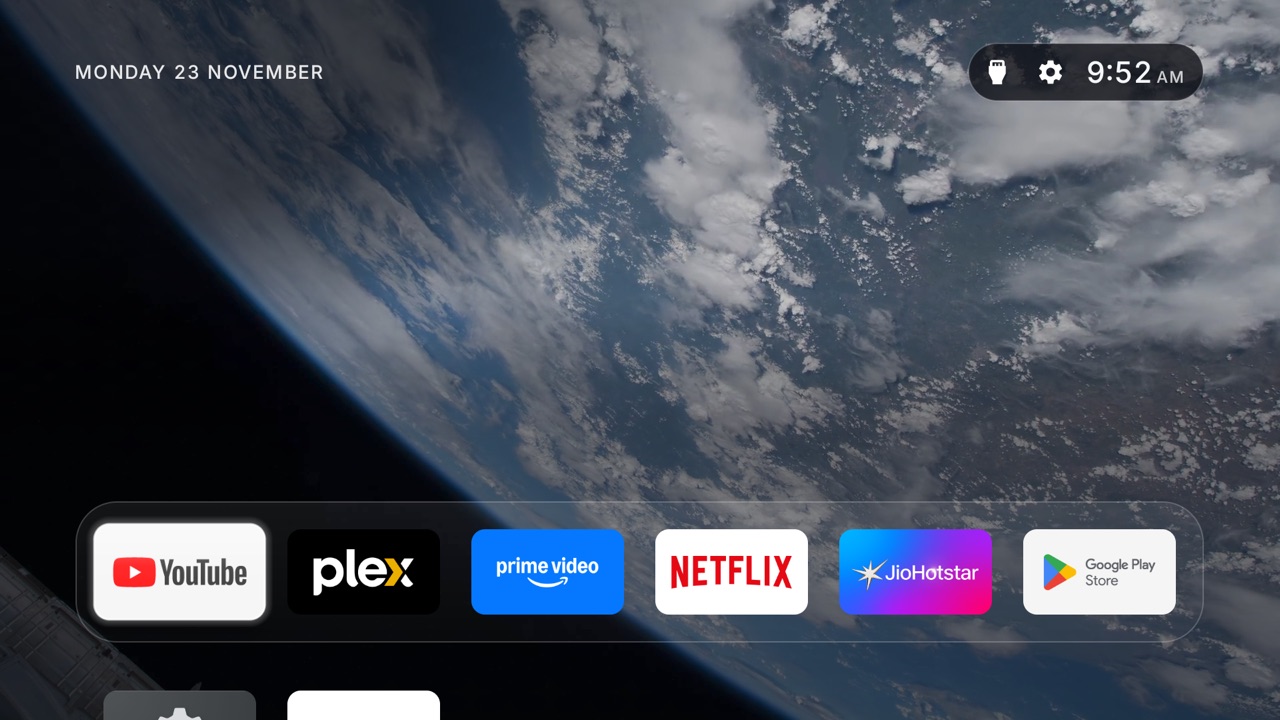 MONDAY 23 NOVEMBER
9:52 AM
YouTube
plex
prime video
NETFLIX
JioHotstar
Google Play
Store